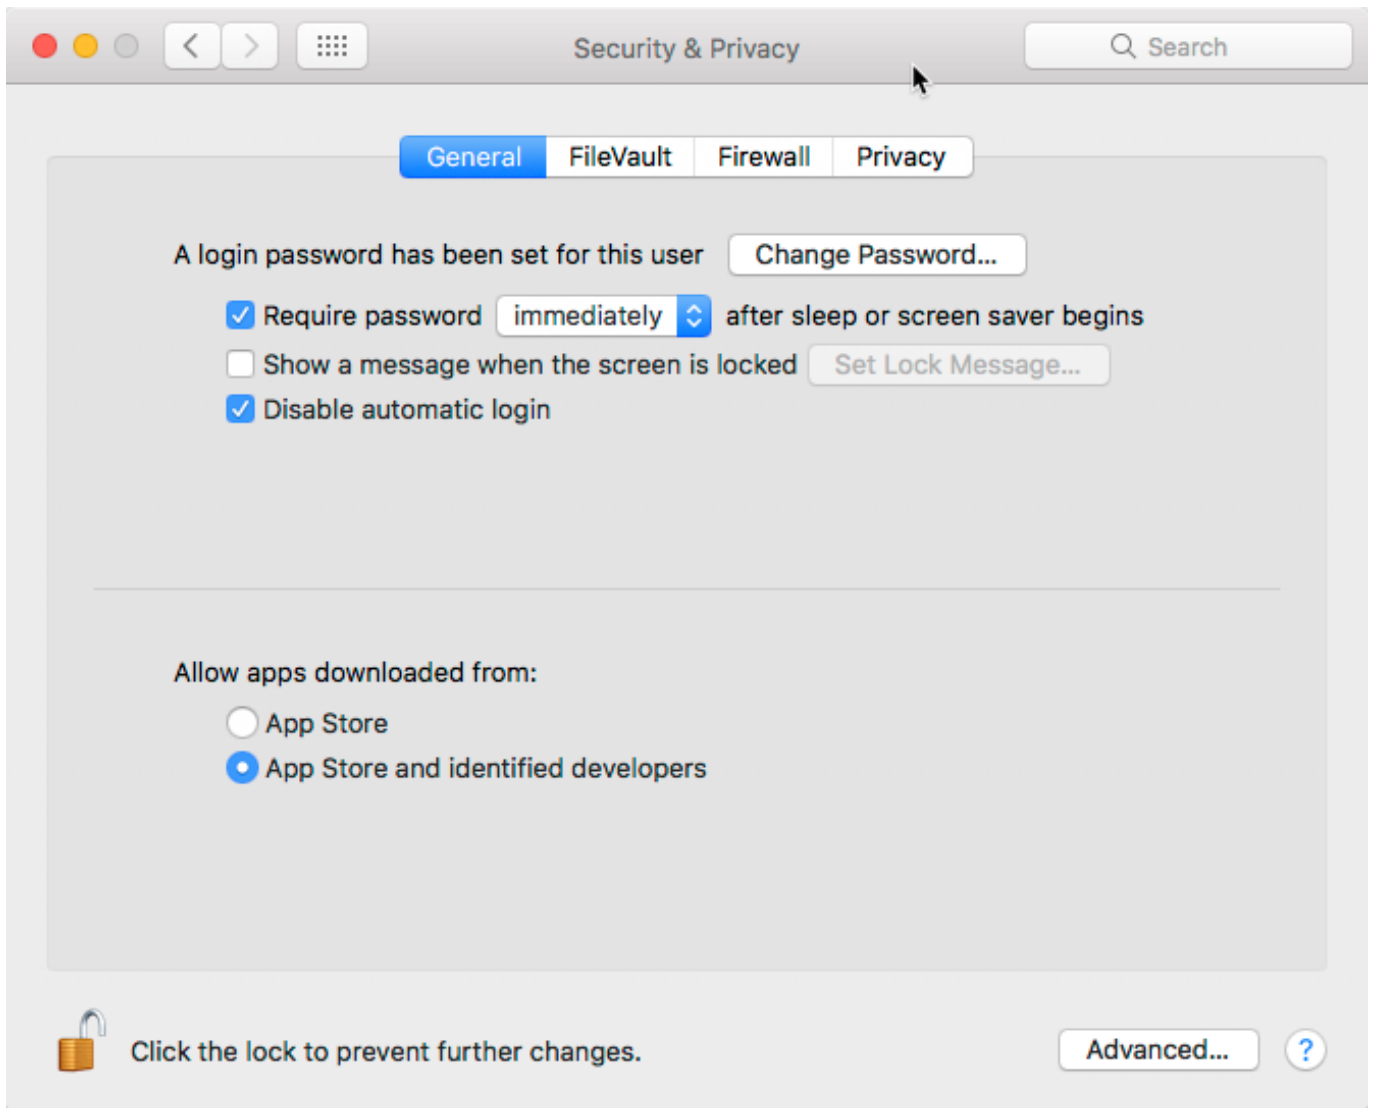 Security & Privacy
Search
General FileVault Firewall Privacy
A login password has been set for this user Change Password...
Require password immediately after sleep or screen saver begins
Show a message when the screen is locked Set Lock Message...
Disable automatic login
Allow apps downloaded from:
App Store
App Store and identified developers
Click the lock to prevent further changes.
Advanced... ?